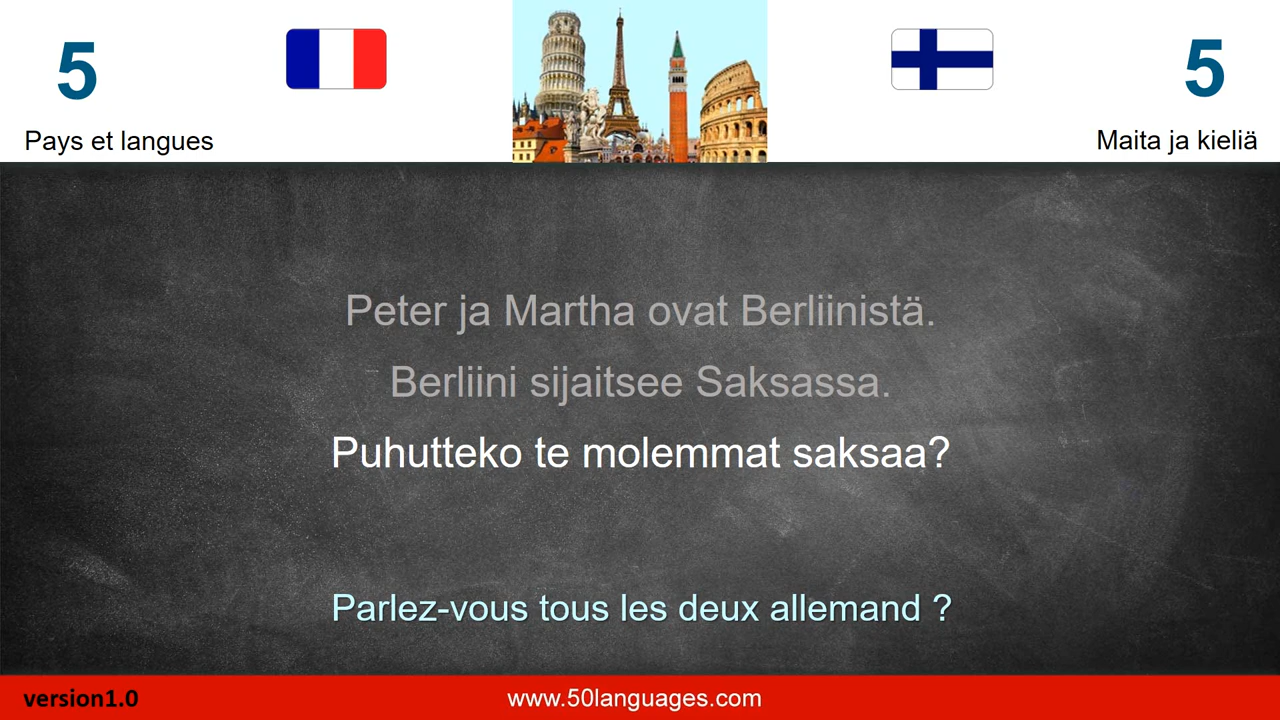 5
5
Pays et langues
Maita ja kieliä
Peter ja Martha ovat Berliinistä.
Berliini sijaitsee Saksassa.
Puhutteko te molemmat saksaa?
Parlez-vous tous les deux allemand ?
version1.0
www.50languages.com